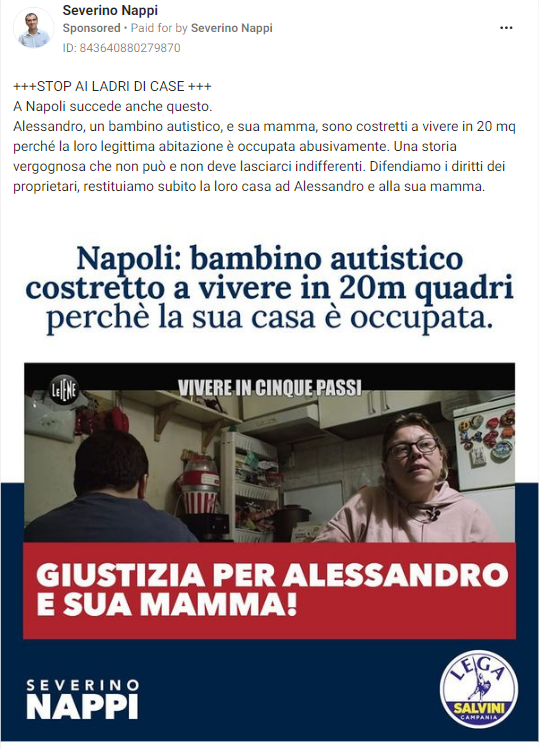 Severino Nappi
Sponsored • Paid for by Severino Nappi
ID: 843640880279870
+++STOP AI LADRI DI CASE +++
A Napoli succede anche questo.
Alessandro, un bambino autistico, e sua mamma, sono costretti a vivere in 20 mq
perché la loro legittima abitazione è occupata abusivamente. Una storia
vergognosa che non può e non deve lasciarci indifferenti. Difendiamo i diritti dei
proprietari, restituiamo subito la loro casa ad Alessandro e alla sua mamma.
Napoli: bambino autistico
costretto a vivere in 20m quadri
perchè la sua casa è occupata.
LE IENE
VIVERE IN CINQUE PASSI
GIUSTIZIA PER ALESSANDRO
E SUA MAMMA!
SEVERINO
NAPPI
LEGA
SALVINI
CAMPANIA